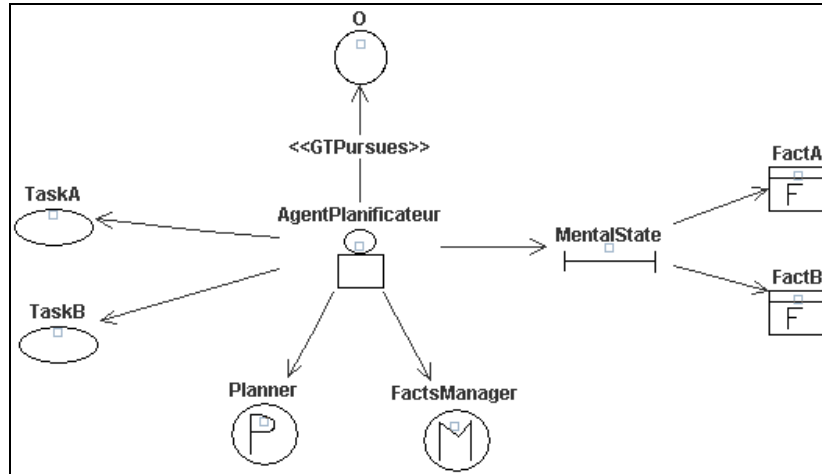 O
<<GTPursues>>
TaskA
AgentPlanificateur
MentalState
FactA
F
FactB
F
TaskB
Planner
P
FactsManager
M